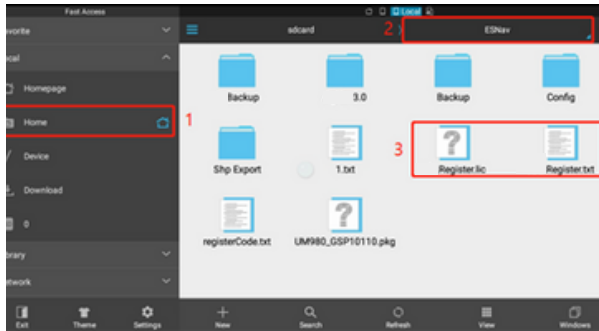 Fast Access
Local
avorite
sdcard
2
ESNav
ocal
Homepage
Backup
3.0
Backup
Config
Home
1
Device
Shp Export
1.txt
3
Register.lic
Register.txt
Download
0
registerCode.txt
UM980_GSP10110.pkg
ibrary
etwork
Exit
Theme
Settings
New
Search
Refresh
View
Windows